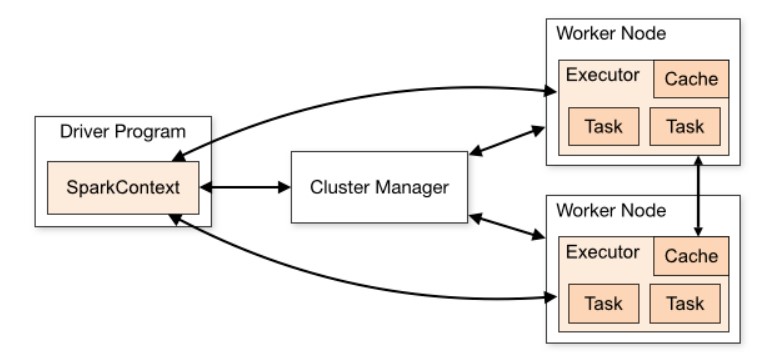 Driver Program
SparkContext
Cluster Manager
Worker Node
Executor
Cache
Task
Task
Worker Node
Executor
Cache
Task
Task